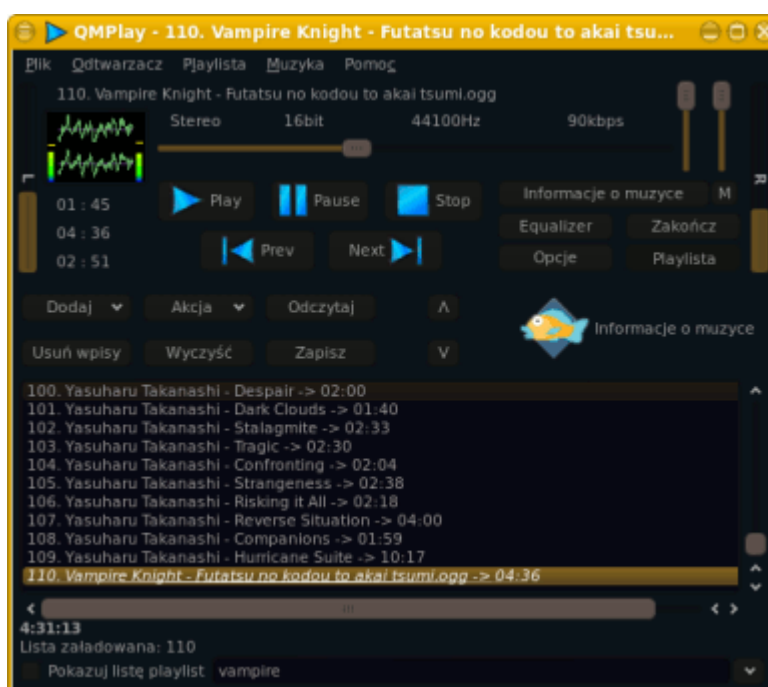 QMPlay - 110. Vampire Knight - Futatsu no kodou to akai tsu...
Plik Odtwarzacz Playlista Muzyka Pomoc
110. Vampire Knight - Futatsu no kodou to akai tsumi.ogg
Stereo 16bit 44100Hz 90kbps
L R
01 : 45
04 : 36
02 : 51
Play Pause Stop
Prev Next
Informacje o muzyce M
Equalizer Zakończ
Opcje Playlista
Dodaj Akcja Odczytaj Λ
Usuń wpisy Wyczyść Zapisz V
Informacje o muzyce
100. Yasuharu Takanashi - Despair -> 02:00
101. Yasuharu Takanashi - Dark Clouds -> 01:40
102. Yasuharu Takanashi - Stalagmite -> 02:33
103. Yasuharu Takanashi - Tragic -> 02:30
104. Yasuharu Takanashi - Confronting -> 02:04
105. Yasuharu Takanashi - Strangeness -> 02:38
106. Yasuharu Takanashi - Risking it All -> 02:18
107. Yasuharu Takanashi - Reverse Situation -> 04:00
108. Yasuharu Takanashi - Companions -> 01:59
109. Yasuharu Takanashi - Hurricane Suite -> 10:17
110. Vampire Knight - Futatsu no kodou to akai tsumi.ogg -> 04:36
4:31:13
Lista załadowana: 110
Pokazuj listę playlist vampire